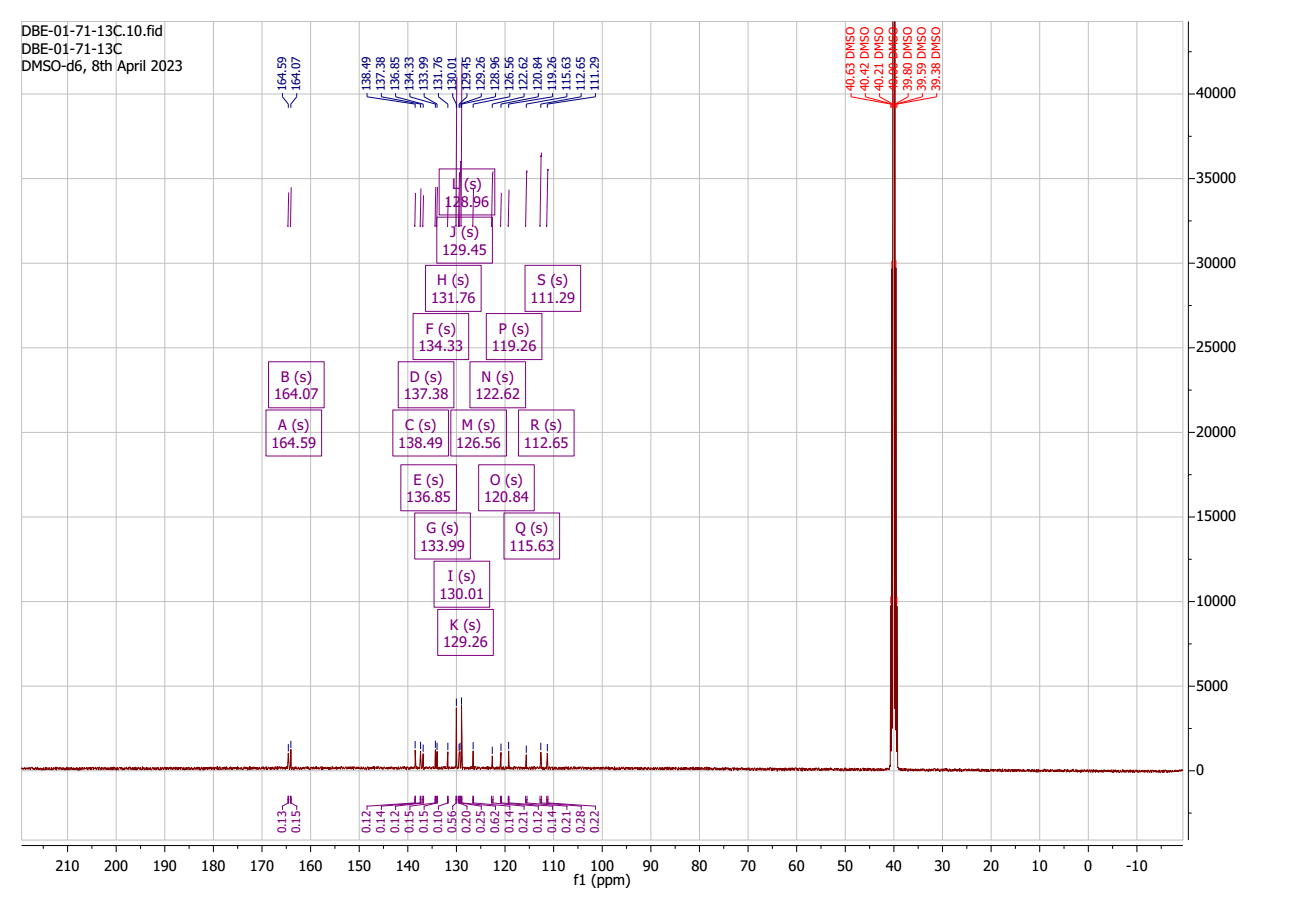 DBE-01-71-13C.10.fid
DBE-01-71-13C
DMSO-d6, 8th April 2023
164.59
164.07
138.49
137.38
136.85
134.33
133.99
131.76
130.01
129.45
129.26
128.96
126.56
122.62
120.84
119.26
115.63
112.65
111.29
40.63 DMSO
40.42 DMSO
40.21 DMSO
40.00 DMSO
39.80 DMSO
39.59 DMSO
39.38 DMSO
L (s)
128.96
J (s)
129.45
H (s)
131.76
S (s)
111.29
F (s)
134.33
P (s)
119.26
B (s)
164.07
D (s)
137.38
N (s)
122.62
A (s)
164.59
C (s)
138.49
M (s)
126.56
R (s)
112.65
E (s)
136.85
O (s)
120.84
G (s)
133.99
Q (s)
115.63
I (s)
130.01
K (s)
129.26
40000
35000
30000
25000
20000
15000
10000
5000
0
0.13
0.15
0.12
0.14
0.12
0.15
0.15
0.10
0.56
0.20
0.25
0.62
0.14
0.21
0.12
0.14
0.21
0.28
0.22
210 200 190 180 170 160 150 140 130 120 110 100 90 80 70 60 50 40 30 20 10 0 -10
f1 (ppm)